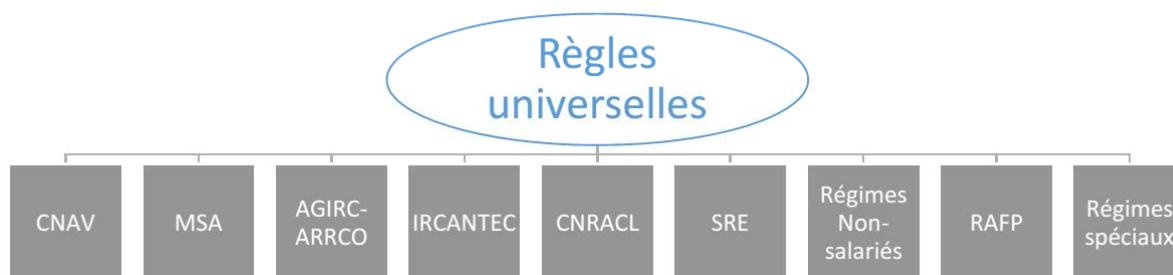 Règles
universelles
CNAV
MSA
AGIRC-
ARRCO
IRCANTEC
CNRACL
SRE
Régimes
Non-
salariés
RAFP
Régimes
spéciaux